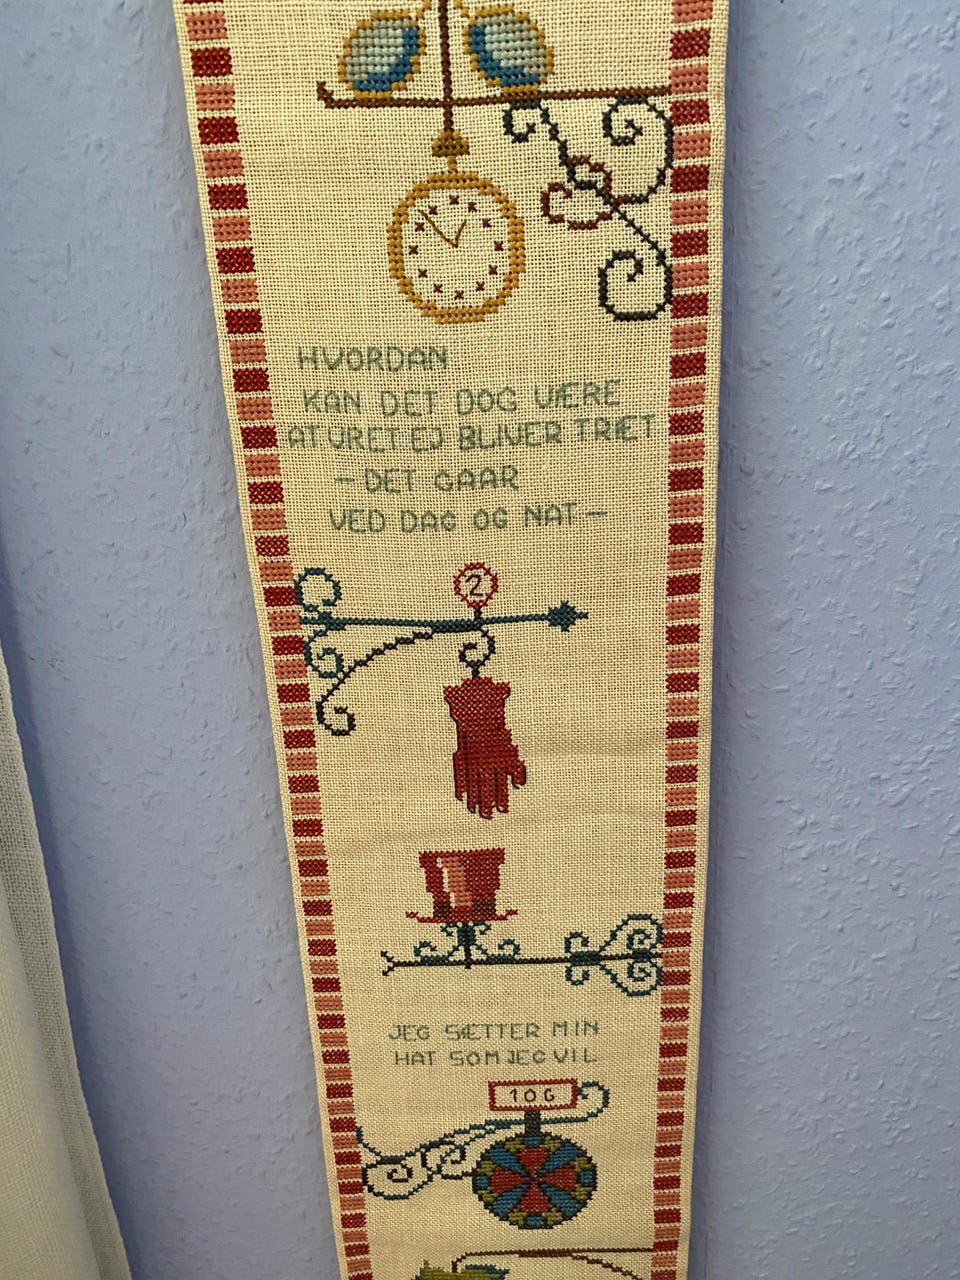 HVORDAN
KAN DET DOG VÆRE
AT URET EJ BLIVER TRÆT
– DET GAAR
VED DAG OG NAT –
2
JEG SÆTTER MIN
HAT SOM JEG VIL
106